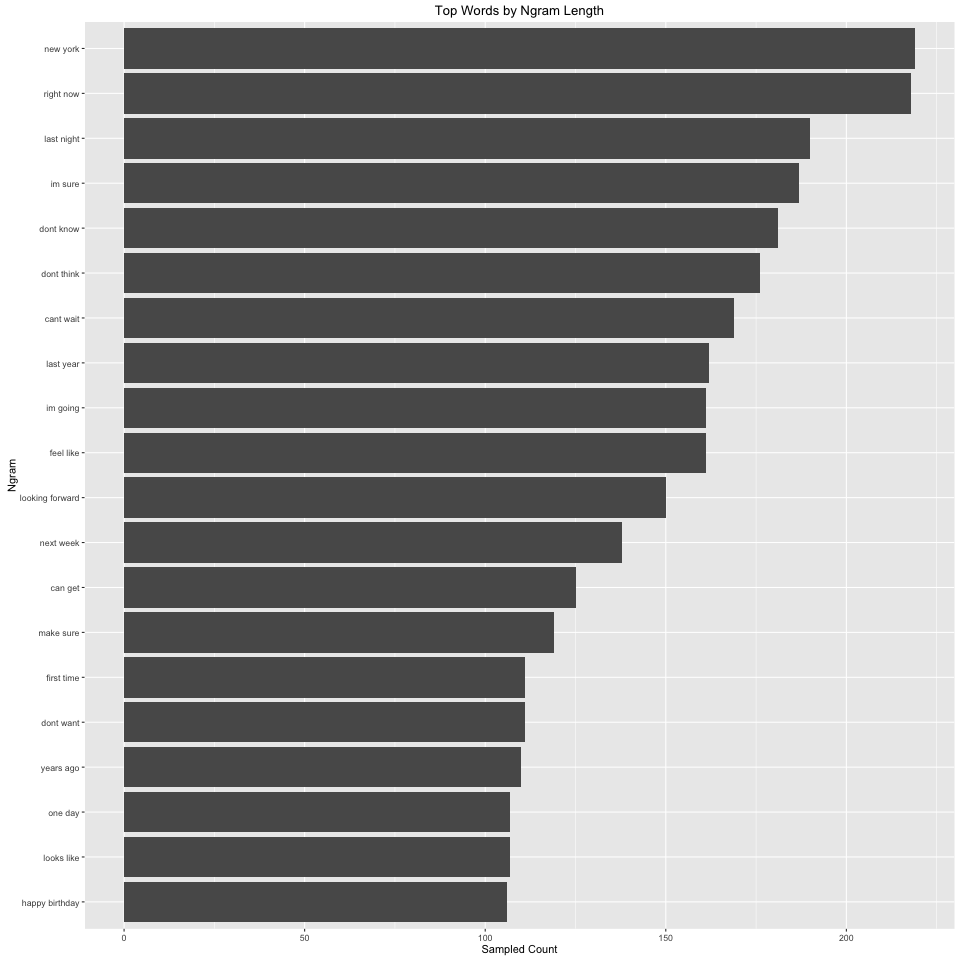 Top Words by Ngram Length
new york
right now
last night
im sure
dont know
dont think
cant wait
last year
im going
feel like
looking forward
next week
can get
make sure
first time
dont want
years ago
one day
looks like
happy birthday
Ngram
0 50 100 150 200
Sampled Count